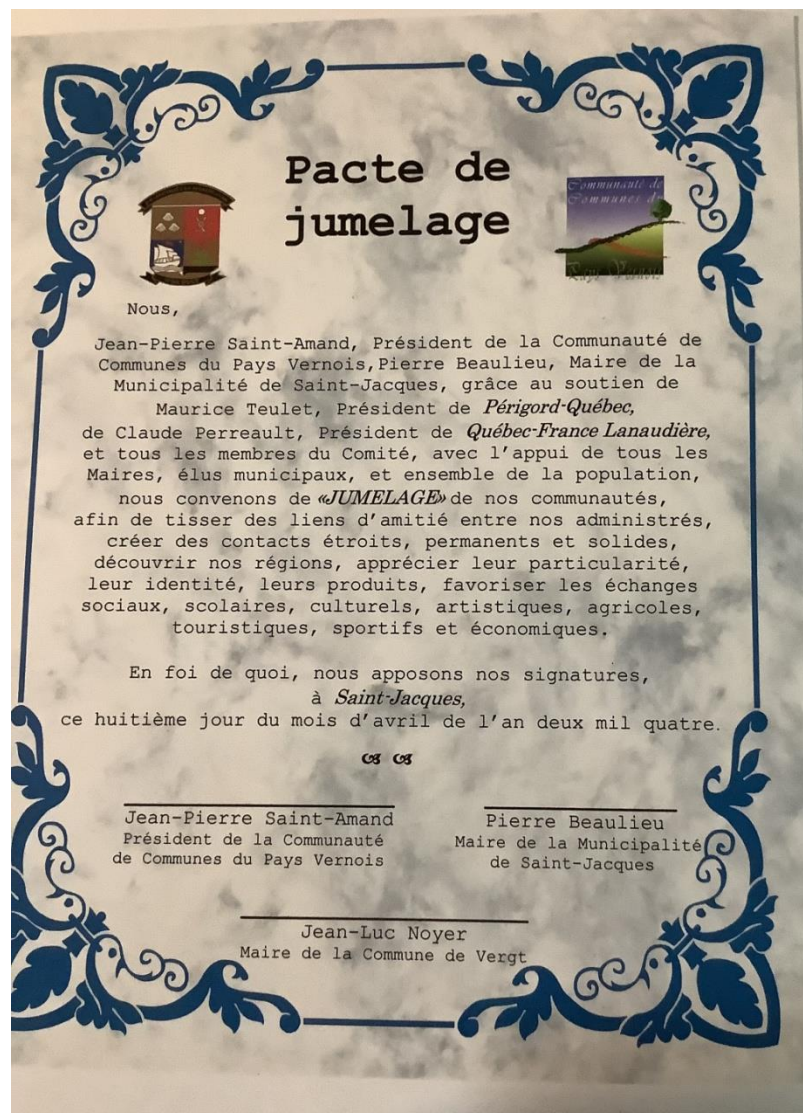 Pacte de
jumelage
Communauté de
Communes du
Pays Vernois
Nous,
Jean-Pierre Saint-Amand, Président de la Communauté de
Communes du Pays Vernois,Pierre Beaulieu, Maire de la
Municipalité de Saint-Jacques, grâce au soutien de
Maurice Teulet, Président de Périgord-Québec,
de Claude Perreault, Président de Québec-France Lanaudière,
et tous les membres du Comité, avec l'appui de tous les
Maires, élus municipaux, et ensemble de la population,
nous convenons de «JUMELAGE» de nos communautés,
afin de tisser des liens d'amitié entre nos administrés,
créer des contacts étroits, permanents et solides,
découvrir nos régions, apprécier leur particularité,
leur identité, leurs produits, favoriser les échanges
sociaux, scolaires, culturels, artistiques, agricoles,
touristiques, sportifs et économiques.
En foi de quoi, nous apposons nos signatures,
à Saint-Jacques,
ce huitième jour du mois d'avril de l'an deux mil quatre.
Jean-Pierre Saint-Amand
Président de la Communauté
de Communes du Pays Vernois
Pierre Beaulieu
Maire de la Municipalité
de Saint-Jacques
Jean-Luc Noyer
Maire de la Commune de Vergt